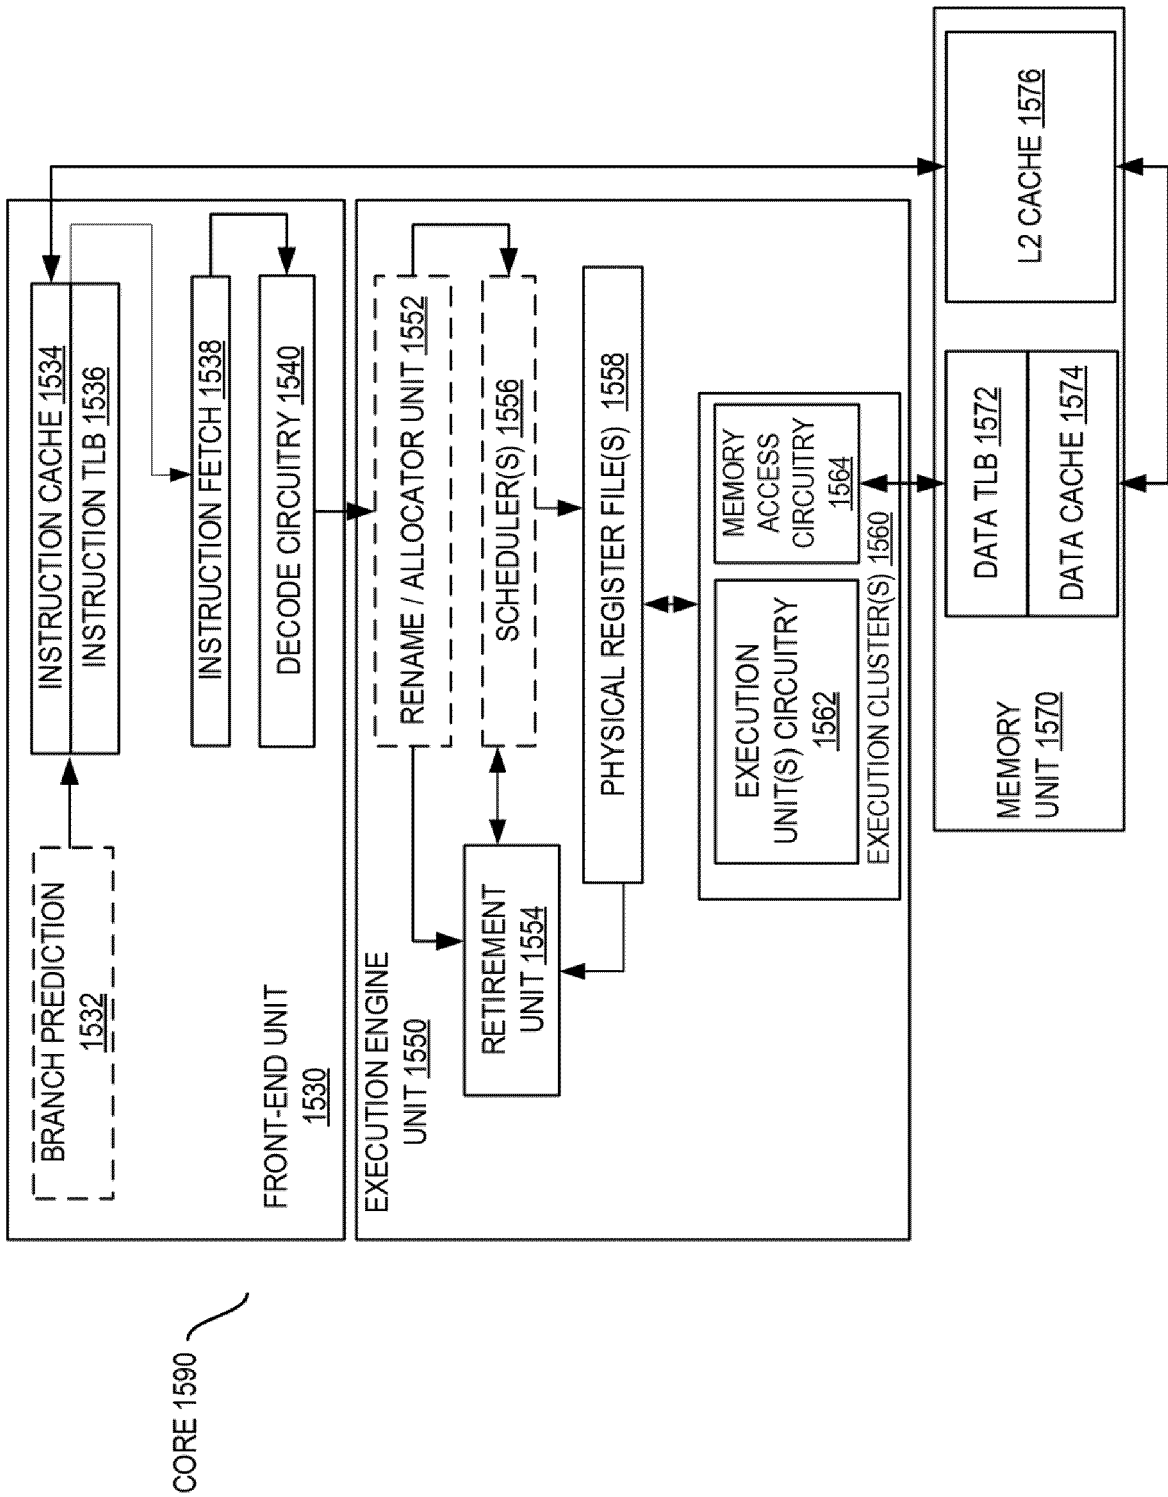 CORE 1590
BRANCH PREDICTION
1532
INSTRUCTION CACHE 1534
INSTRUCTION TLB 1536
INSTRUCTION FETCH 1538
DECODE CIRCUITRY 1540
FRONT-END UNIT
1530
EXECUTION ENGINE
UNIT 1550
RENAME / ALLOCATOR UNIT 1552
RETIREMENT
UNIT 1554
SCHEDULER(S) 1556
PHYSICAL REGISTER FILE(S) 1558
EXECUTION
UNIT(S) CIRCUITRY
1562
MEMORY
ACCESS
CIRCUITRY
1564
EXECUTION CLUSTER(S) 1560
MEMORY
UNIT 1570
DATA TLB 1572
DATA CACHE 1574
L2 CACHE 1576